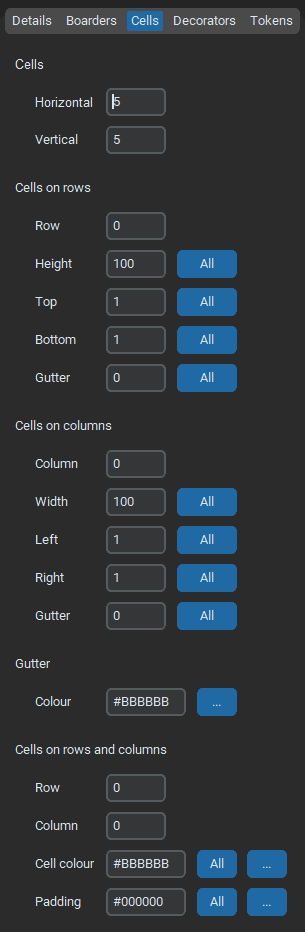 Details Boarders Cells Decorators Tokens
Cells
Horizontal 5
Vertical 5
Cells on rows
Row 0
Height 100 All
Top 1 All
Bottom 1 All
Gutter 0 All
Cells on columns
Column 0
Width 100 All
Left 1 All
Right 1 All
Gutter 0 All
Gutter
Colour #BBBBBB ...
Cells on rows and columns
Row 0
Column 0
Cell colour #BBBBBB All ...
Padding #000000 All ...